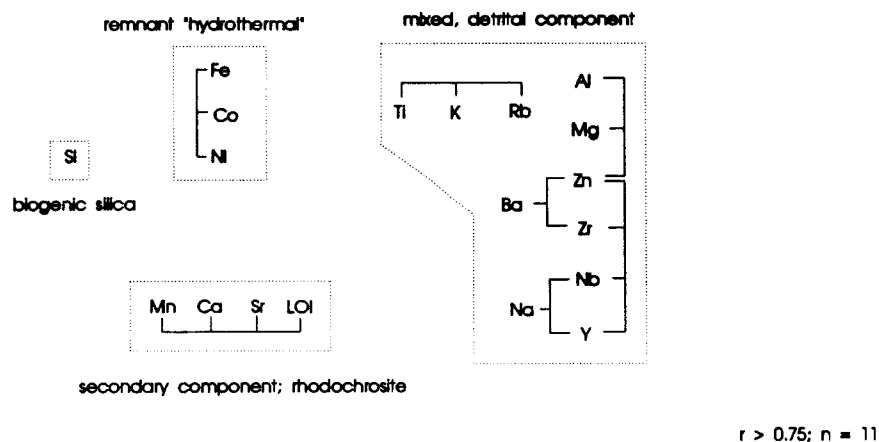 remnant "hydrothermal"
mixed, detrital component
Fe
Co
Ni
Si
biogenic silica
Ti K Rb
Al
Mg
Zn
Ba
Zr
Nb
Na
Y
Mn Ca Sr LOI
secondary component; rhodochrosite
r > 0.75; n = 11